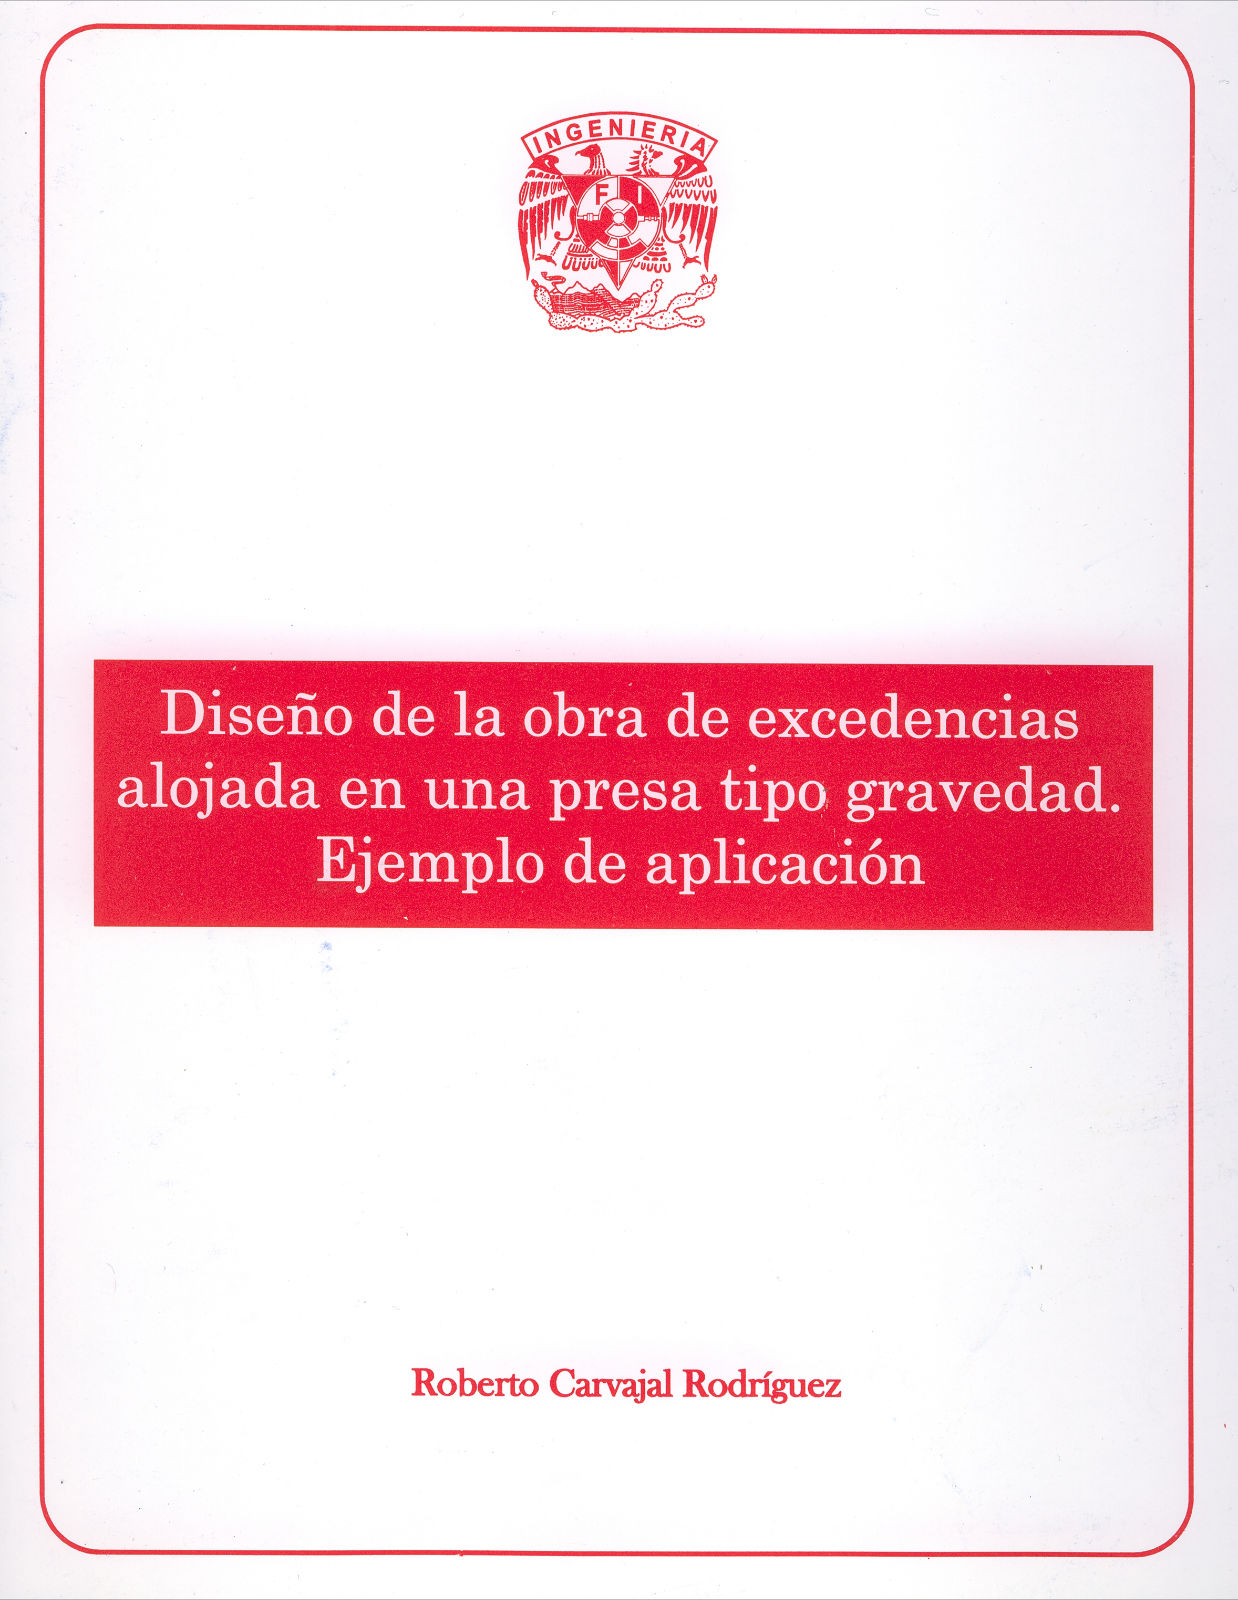 INGENIERIA
F I
Diseño de la obra de excedencias
alojada en una presa tipo gravedad.
Ejemplo de aplicación
Roberto Carvajal Rodríguez